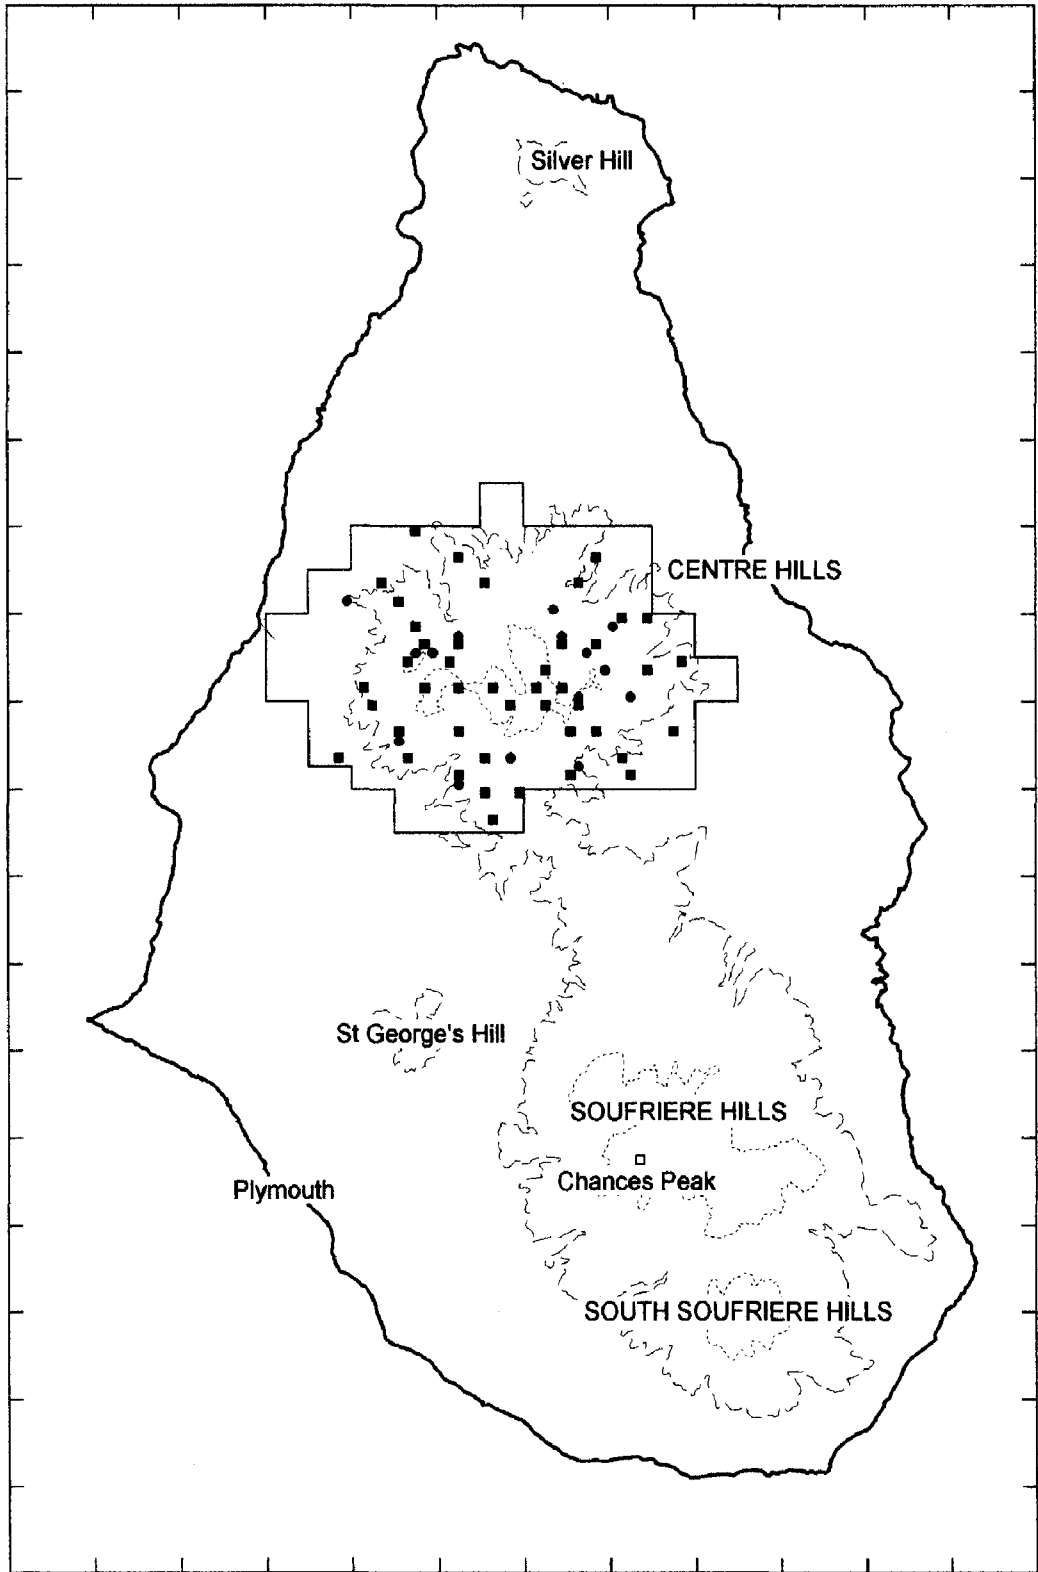 Silver Hill
CENTRE HILLS
St George's Hill
SOUFRIERE HILLS
Chances Peak
Plymouth
SOUTH SOUFRIERE HILLS